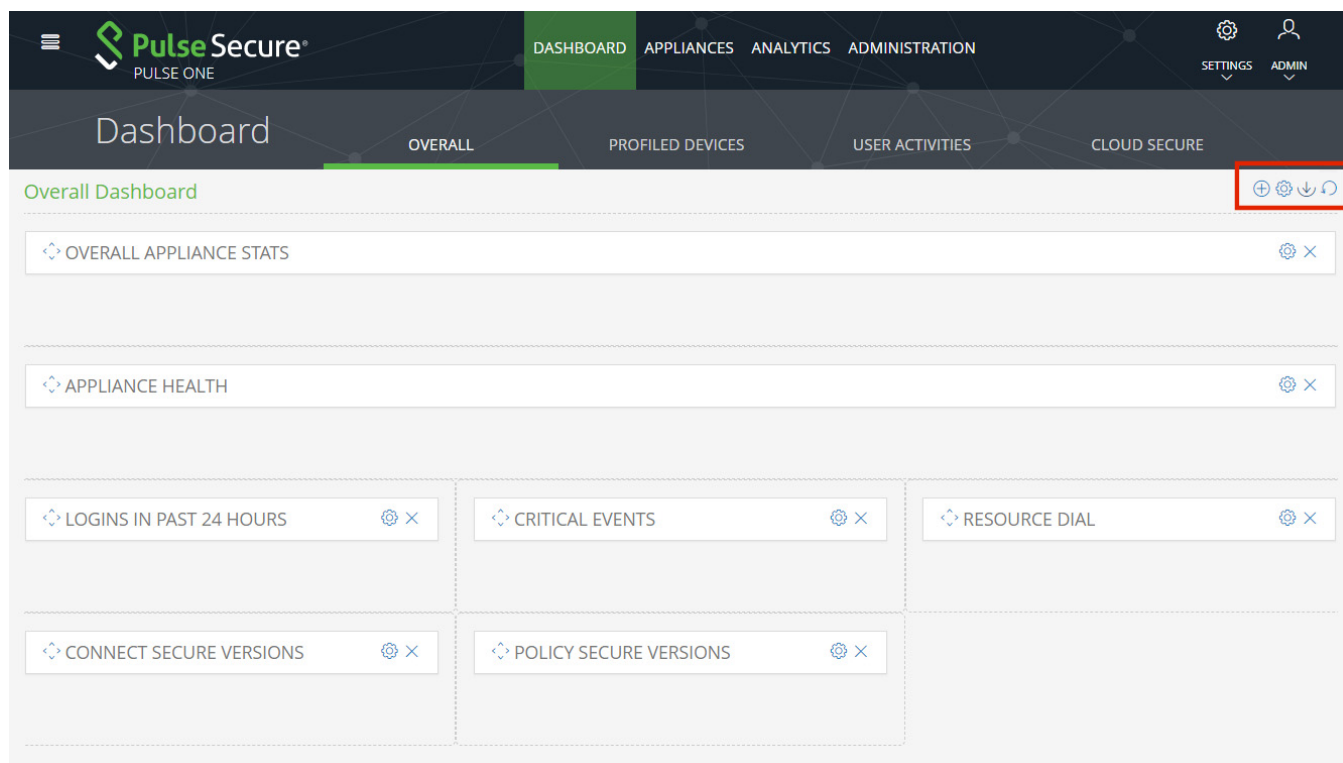 Pulse Secure®
PULSE ONE
DASHBOARD APPLIANCES ANALYTICS ADMINISTRATION
SETTINGS ADMIN
Dashboard OVERALL PROFILED DEVICES USER ACTIVITIES CLOUD SECURE
Overall Dashboard
OVERALL APPLIANCE STATS
APPLIANCE HEALTH
LOGINS IN PAST 24 HOURS CRITICAL EVENTS RESOURCE DIAL
CONNECT SECURE VERSIONS POLICY SECURE VERSIONS